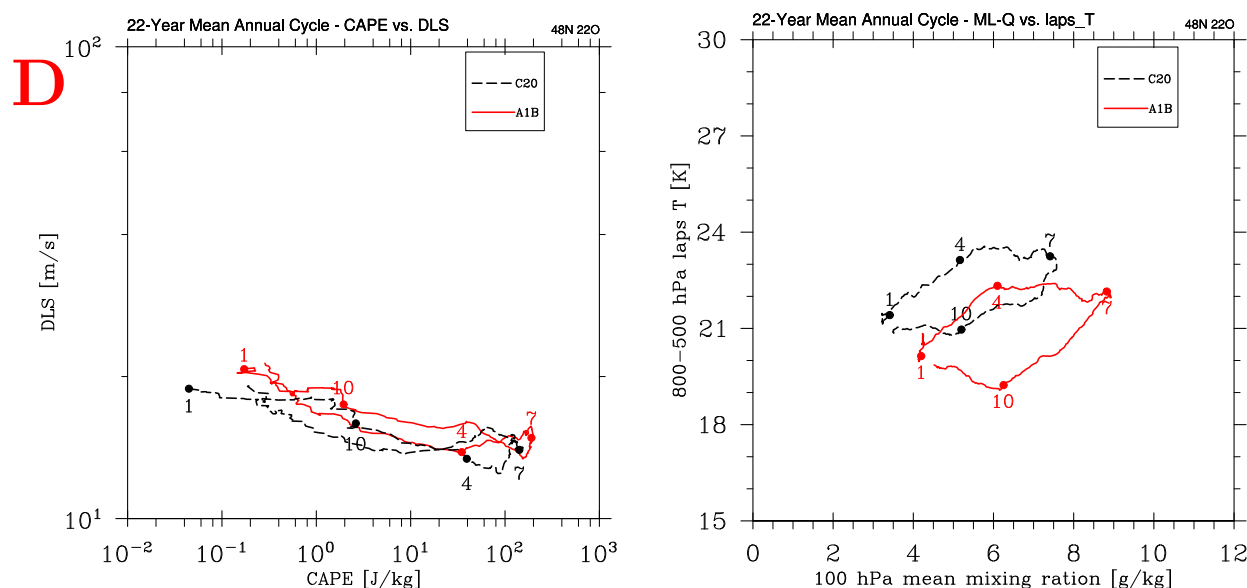 22-Year Mean Annual Cycle - CAPE vs. DLS
48N 22O
D
C20
A1B
DLS [m/s]
10²
10¹
1
10
4
7
1
10
4
7
10⁻²
10⁻¹
10⁰
10¹
10²
10³
CAPE [J/kg]
22-Year Mean Annual Cycle - ML-Q vs. laps_T
48N 22O
C20
A1B
800-500 hPa laps T [K]
30
27
24
21
18
15
4
7
1
10
4
7
1
10
0
2
4
6
8
10
12
100 hPa mean mixing ration [g/kg]